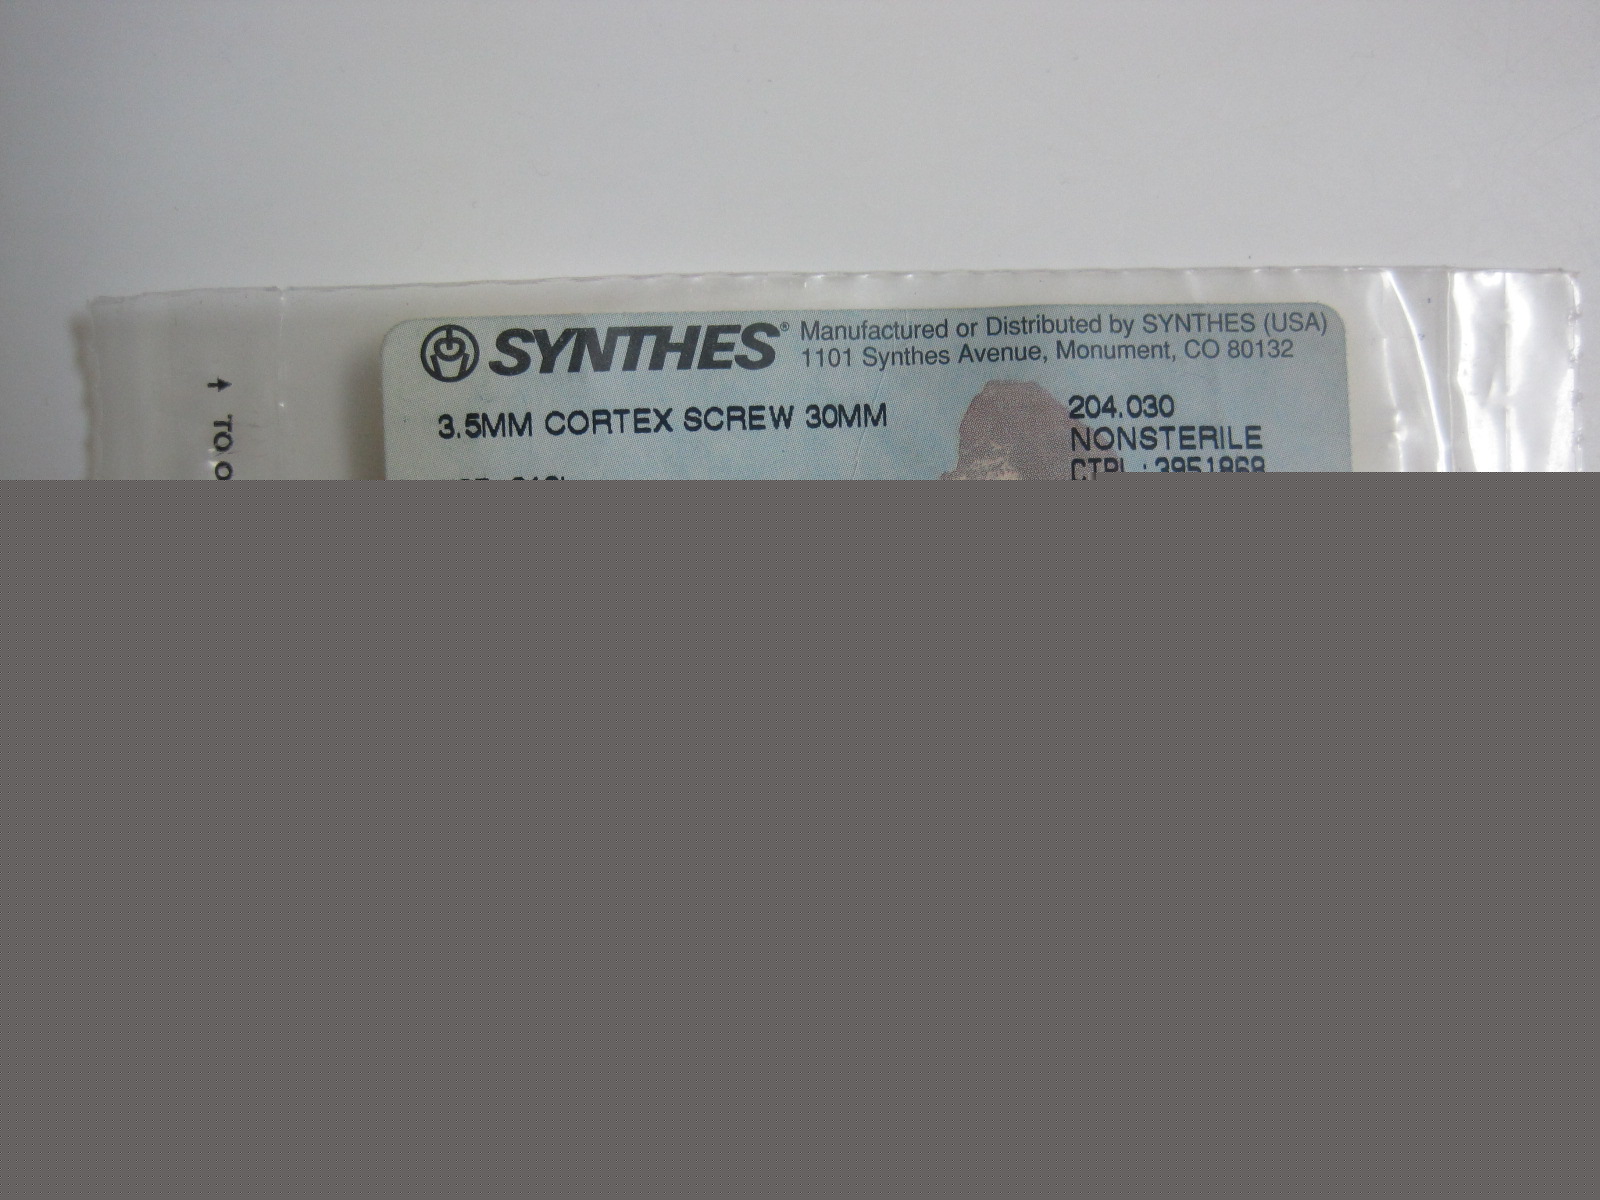 SYNTHES®
Manufactured or Distributed by SYNTHES (USA)
1101 Synthes Avenue, Monument, CO 80132
3.5MM CORTEX SCREW 30MM
204.030
NONSTERILE
TO